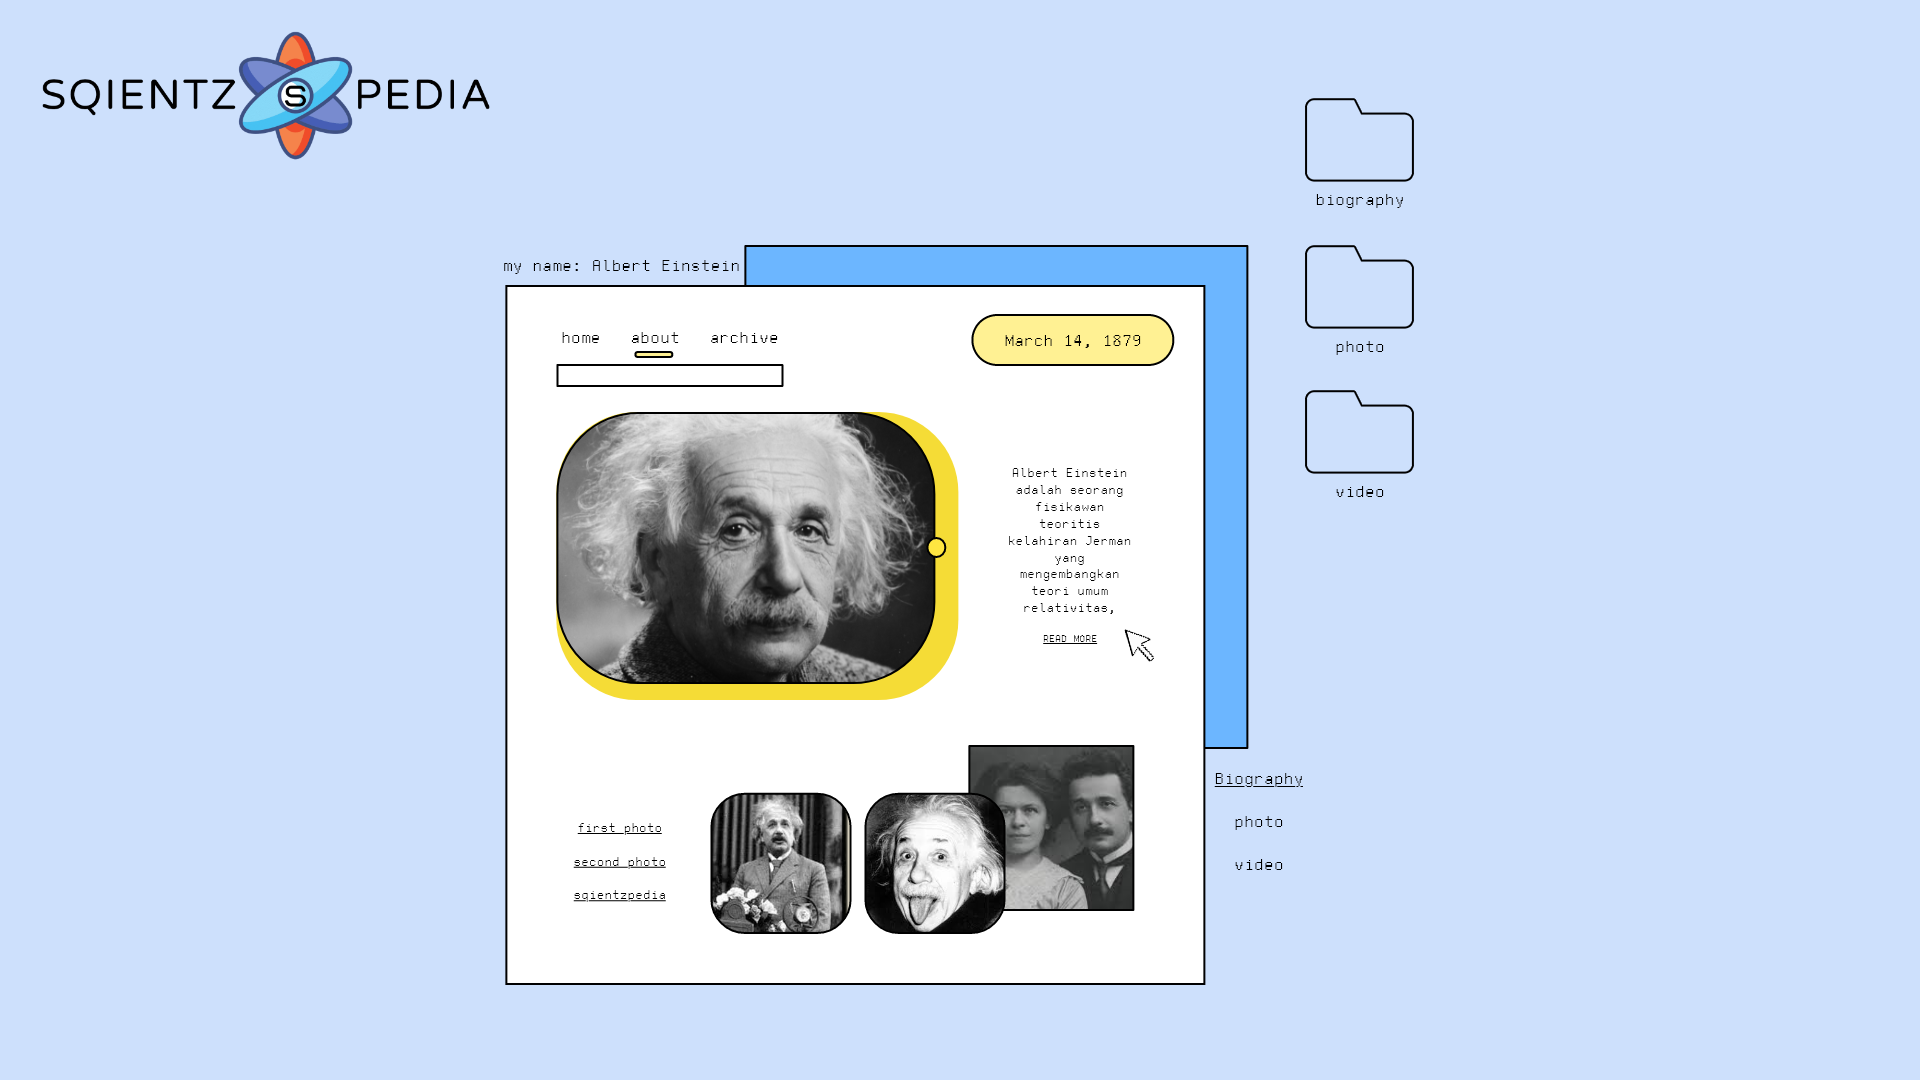 SQIENTZ S PEDIA
biography
photo
video
my name: Albert Einstein
home about archive
March 14, 1879
Albert Einstein
adalah seorang
fisikawan
teoritis
kelahiran Jerman
yang
mengembangkan
teori umum
relativitas,
READ MORE
first photo
second photo
sqientzpedia
Biography
photo
video